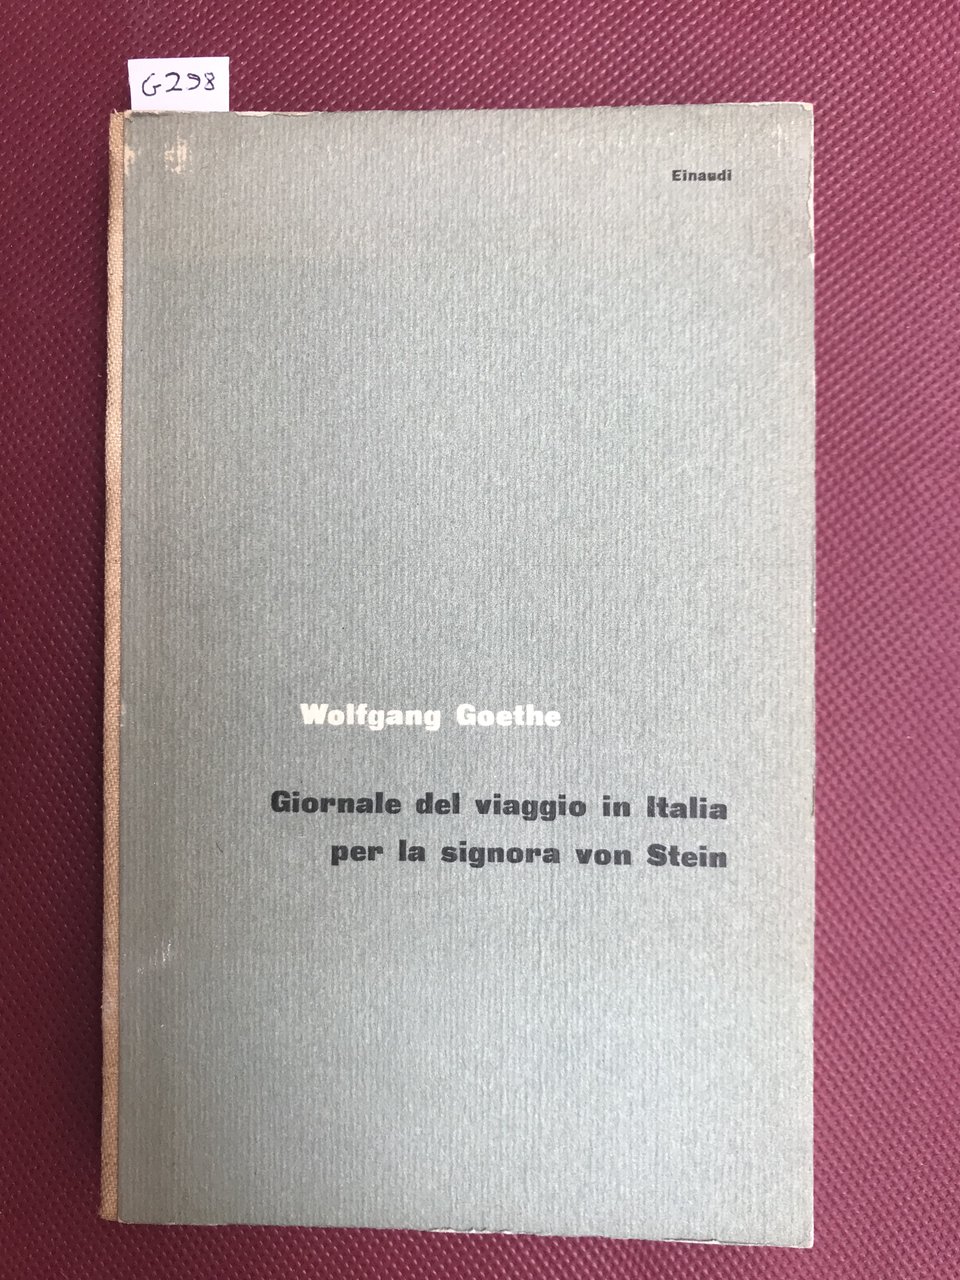 G298
Einaudi
Wolfgang Goethe
Giornale del viaggio in Italia
per la signora von Stein